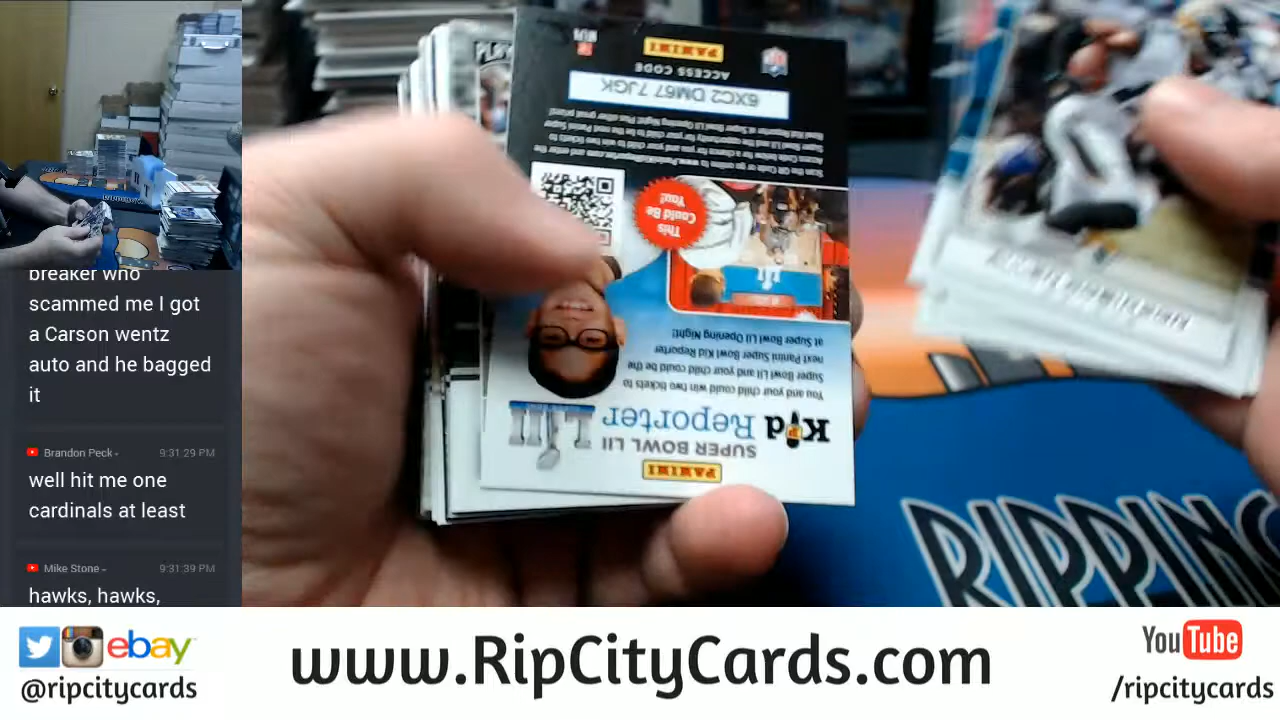 breaker who
scammed me I got
a Carson wentz
auto and he bagged
it
Brandon Peck 9:31:29 PM
well hit me one
cardinals at least
Mike Stone 9:31:39 PM
hawks, hawks,
PANINI
SUPER BOWL LII
Kid Reporter
LII
You and your child could win two tickets to
Super Bowl LII and your child could be the
next Panini Super Bowl Kid Reporter
at Super Bowl LII Opening Night!
This
Could Be
You!
6XC2 DM67 7JGK
ACCESS CODE
PANINI
NFL
RIPPING
ebay
@ripcitycards
www.RipCityCards.com
YouTube
/ripcitycards